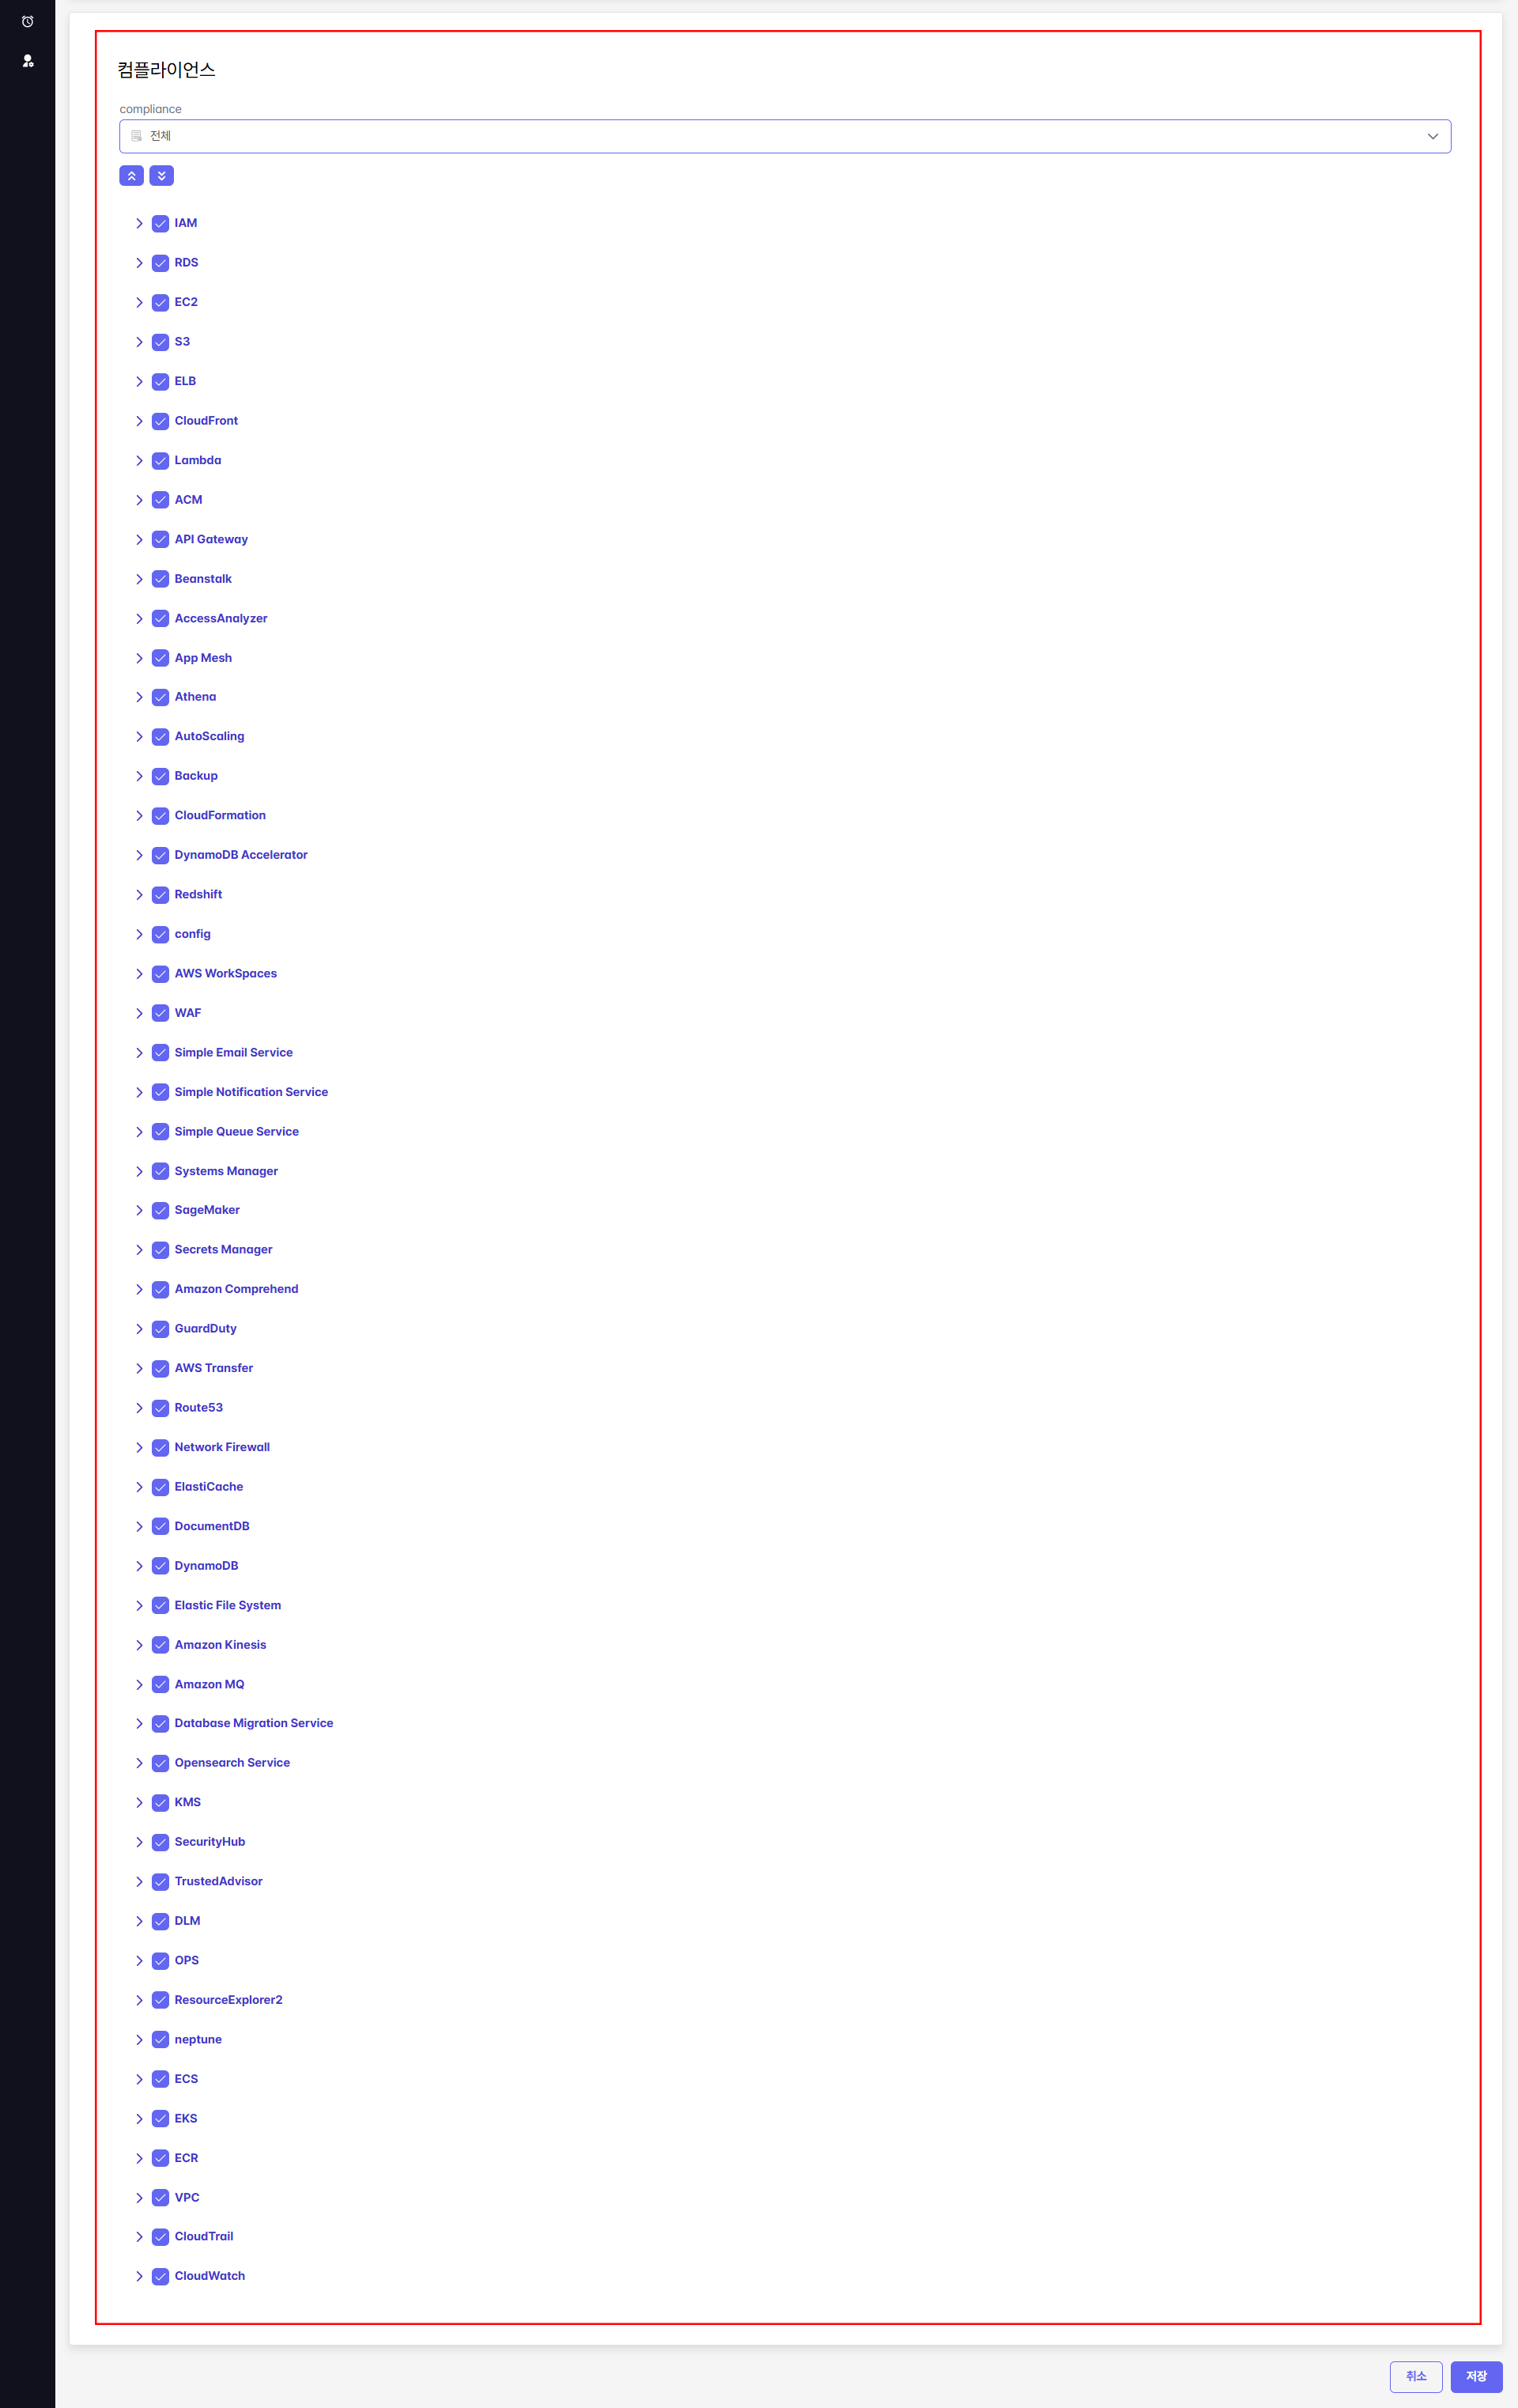 컴플라이언스
compliance
전체
IAM
RDS
EC2
S3
ELB
CloudFront
Lambda
ACM
API Gateway
Beanstalk
AccessAnalyzer
App Mesh
Athena
AutoScaling
Backup
CloudFormation
DynamoDB Accelerator
Redshift
config
AWS WorkSpaces
WAF
Simple Email Service
Simple Notification Service
Simple Queue Service
Systems Manager
SageMaker
Secrets Manager
Amazon Comprehend
GuardDuty
AWS Transfer
Route53
Network Firewall
ElastiCache
DocumentDB
DynamoDB
Elastic File System
Amazon Kinesis
Amazon MQ
Database Migration Service
Opensearch Service
KMS
SecurityHub
TrustedAdvisor
DLM
OPS
ResourceExplorer2
neptune
ECS
EKS
ECR
VPC
CloudTrail
CloudWatch
취소 저장